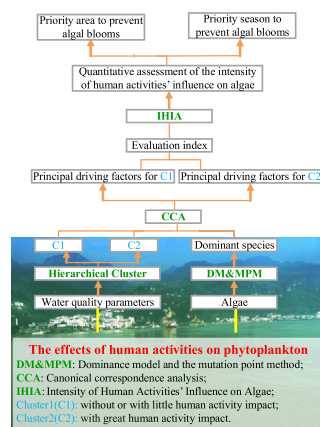 Priority area to prevent
algal blooms
Priority season to
prevent algal blooms
Quantitative assessment of the intensity
of human activities' influence on algae
IHIA
Evaluation index
Principal driving factors for C1
Principal driving factors for C2
CCA
C1
C2
Dominant species
Hierarchical Cluster
DM&MPM
Water quality parameters
Algae
The effects of human activities on phytoplankton
DM&MPM: Dominance model and the mutation point method;
CCA: Canonical correspondence analysis;
IHIA: Intensity of Human Activities' Influence on Algae;
Cluster1(C1): without or with little human activity impact;
Cluster2(C2): with great human activity impact.